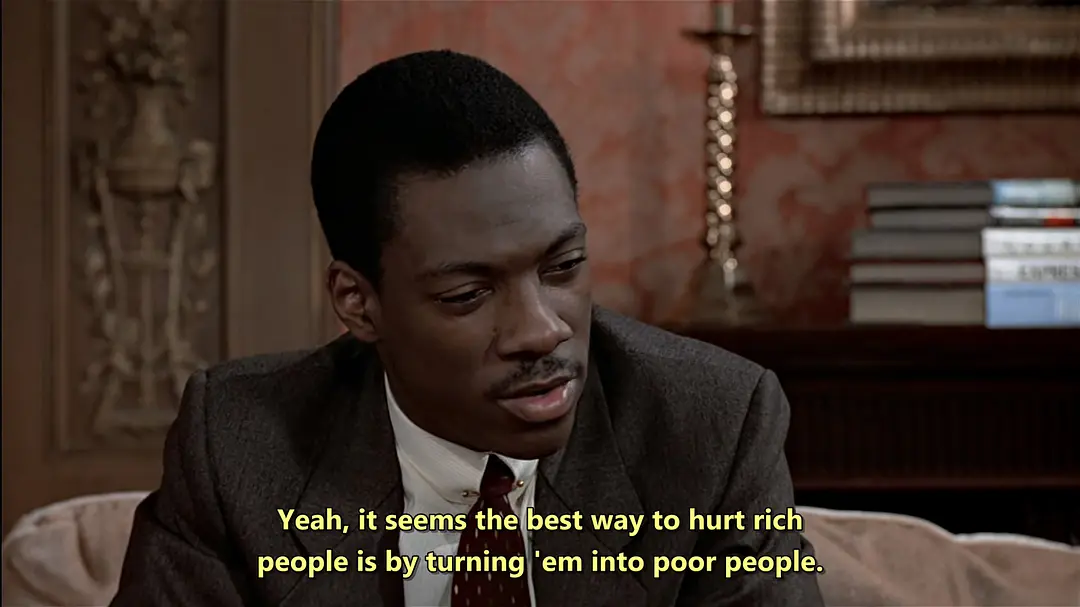 Yeah, it seems the best way to hurt rich
people is by turning 'em into poor people.